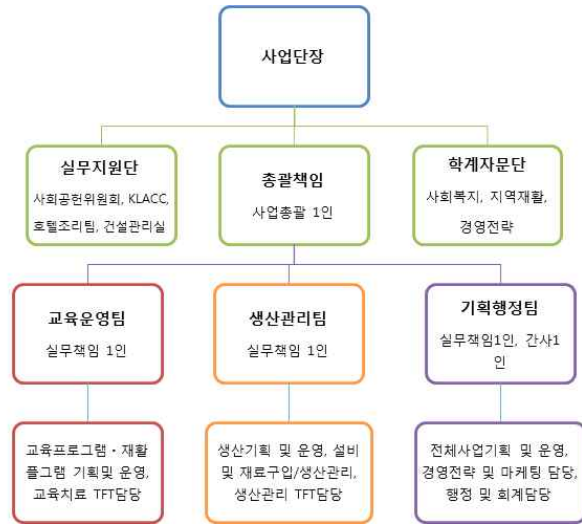 사업단장
실무지원단
사회공헌위원회, KLACC,
호텔조리팀, 건설관리실
총괄책임
사업총괄 1인
학계자문단
사회복지, 지역재활,
경영전략
교육운영팀
실무책임 1인
생산관리팀
실무책임 1인
기획행정팀
실무책임1인, 간사1
인
교육프로그램·재활
플그램 기획및 운영,
교육치료 TFT담당
생산기획 및 운영, 설비
및 재료구입/생산관리,
생산관리 TFT담당
전체사업기획 및 운영,
경영전략 및 마케팅 담당,
행정 및 회계담당